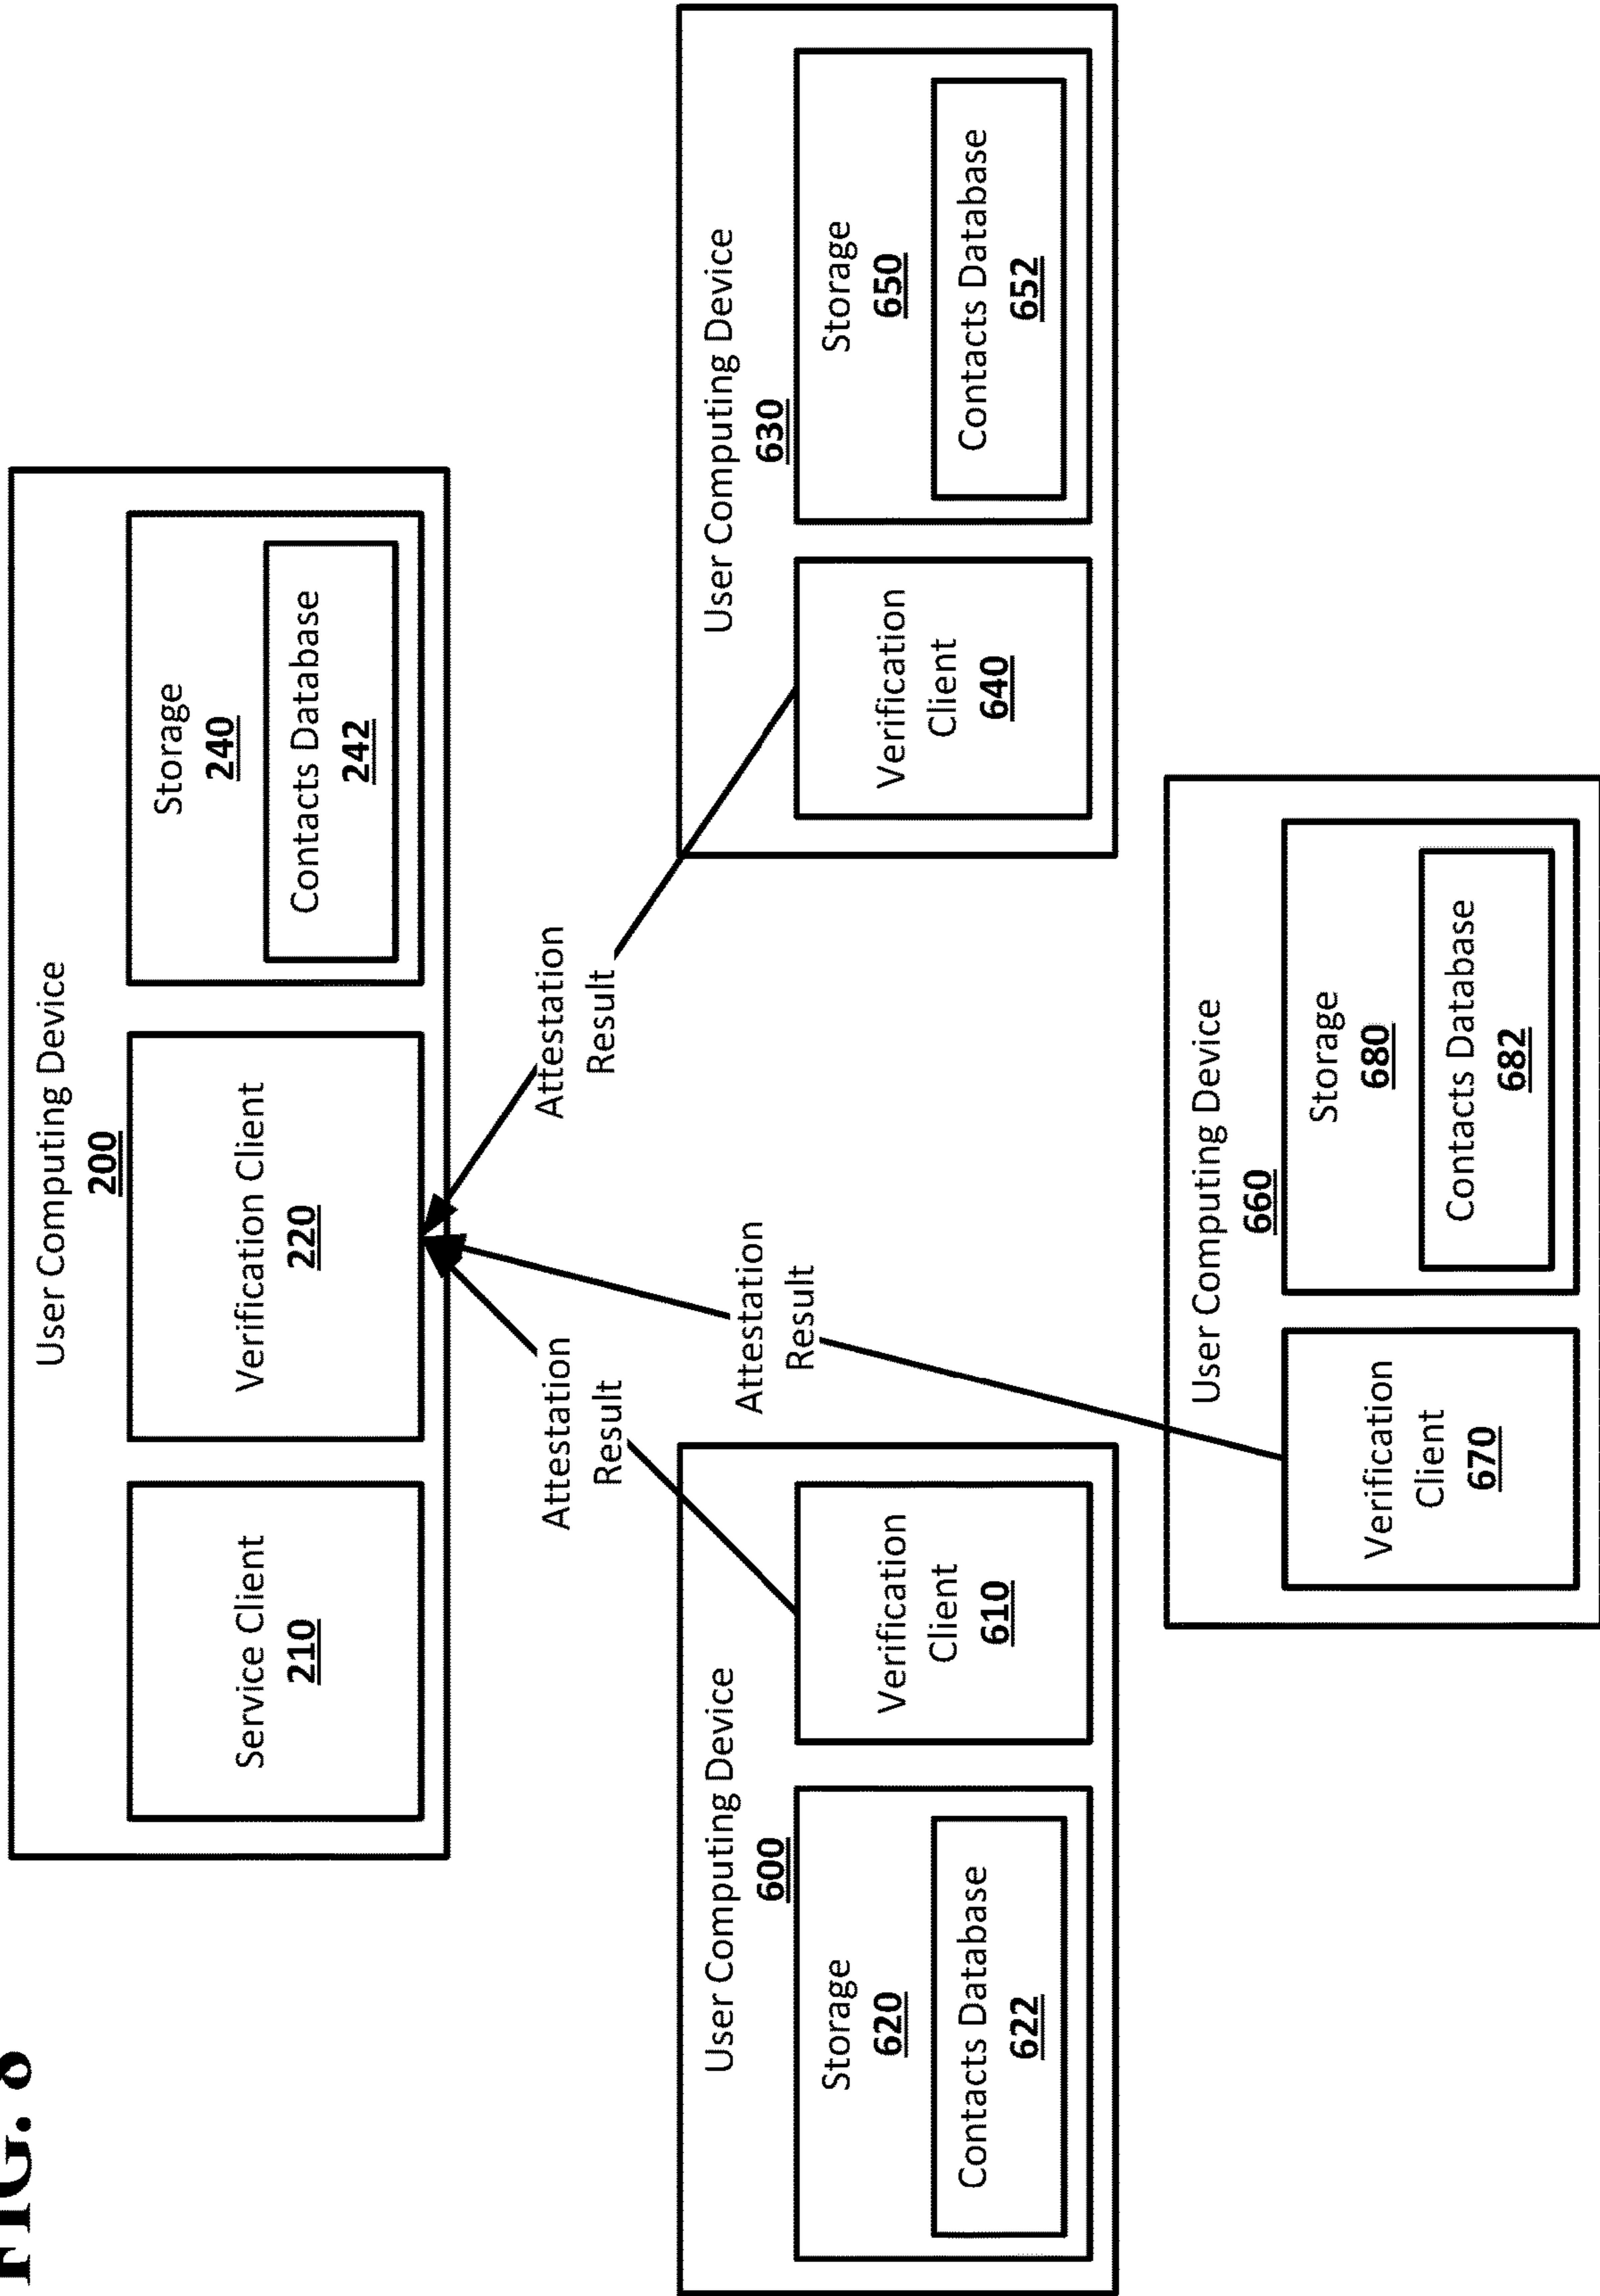 FIG. 8
User Computing Device
200
Service Client
210
Verification Client
220
Storage
240
Contacts Database
242
Attestation
Result
Attestation
Result
Attestation
Result
User Computing Device
600
Storage
620
Contacts Database
622
Verification
Client
610
User Computing Device
630
Verification
Client
640
Storage
650
Contacts Database
652
User Computing Device
660
Verification
Client
670
Storage
680
Contacts Database
682